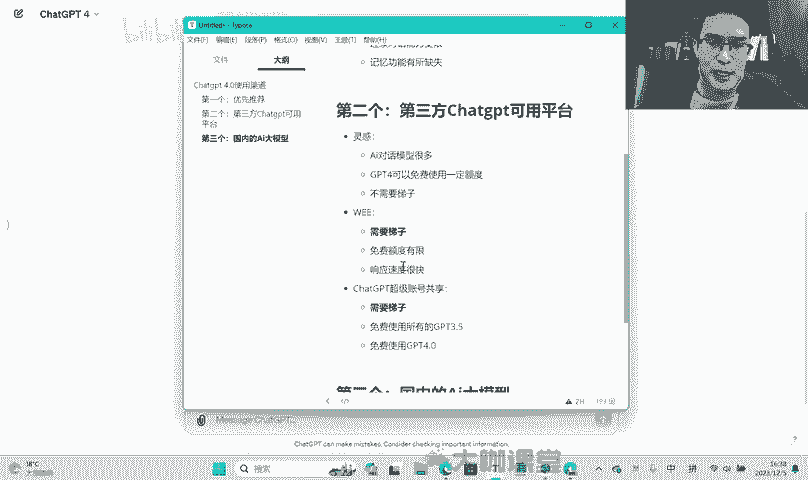 ChatGPT 4
Untitled - Typora
文件(F) 编辑(E) 段落(P) 格式(O) 视图(V) 主题(T) 帮助(H)
文件
大纲
Chatgpt 4.0使用渠道
第一个：优先推荐
第二个：第三方Chatgpt可用
平台
第三个：国内的Ai大模型
记忆功能有所缺失
第二个：第三方Chatgpt可用平台
灵感：
Ai对话模型很多
GPT4可以免费使用一定额度
不需要梯子
WEE：
需要梯子
免费额度有限
响应速度很快
ChatGPT超级账号共享：
需要梯子
免费使用所有的GPT3.5
免费使用GPT4.0
第三个：国内的Ai大模型
Message ChatGPT...
ChatGPT can make mistakes. Consider checking important information.
?
18°C
搜索
大咖课堂
中
拼
16:38